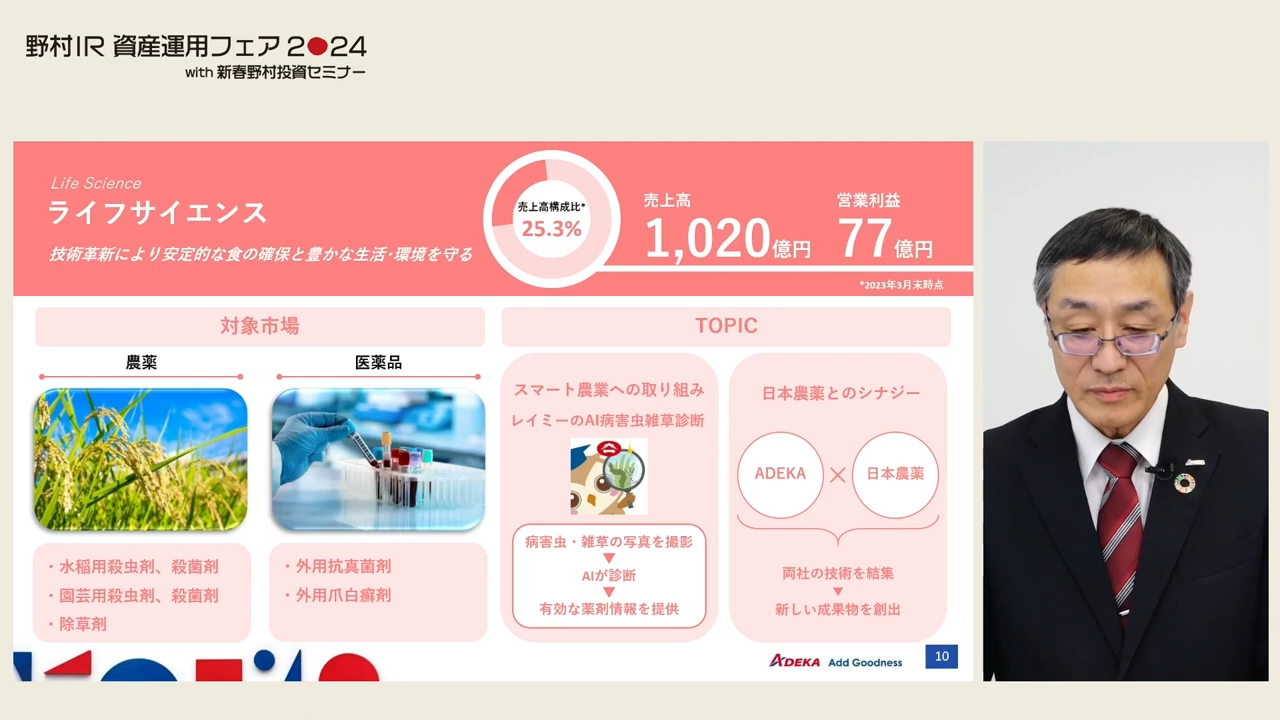 野村IR 資産運用フェア 2024
with 新春野村投資セミナー
Life Science
ライフサイエンス
技術革新により安定的な食の確保と豊かな生活・環境を守る
売上高構成比*
25.3%
売上高
1,020億円
営業利益
77億円
*2023年3月末時点
対象市場
農薬
医薬品
・水稲用殺虫剤、殺菌剤
・園芸用殺虫剤、殺菌剤
・除草剤
・外用抗真菌剤
・外用爪白癬剤
TOPIC
スマート農業への取り組み
レイミーのAI病害虫雑草診断
病害虫・雑草の写真を撮影
▼
AIが診断
▼
有効な薬剤情報を提供
日本農薬とのシナジー
ADEKA × 日本農薬
両社の技術を結集
▼
新しい成果物を創出
ADEKA Add Goodness
10